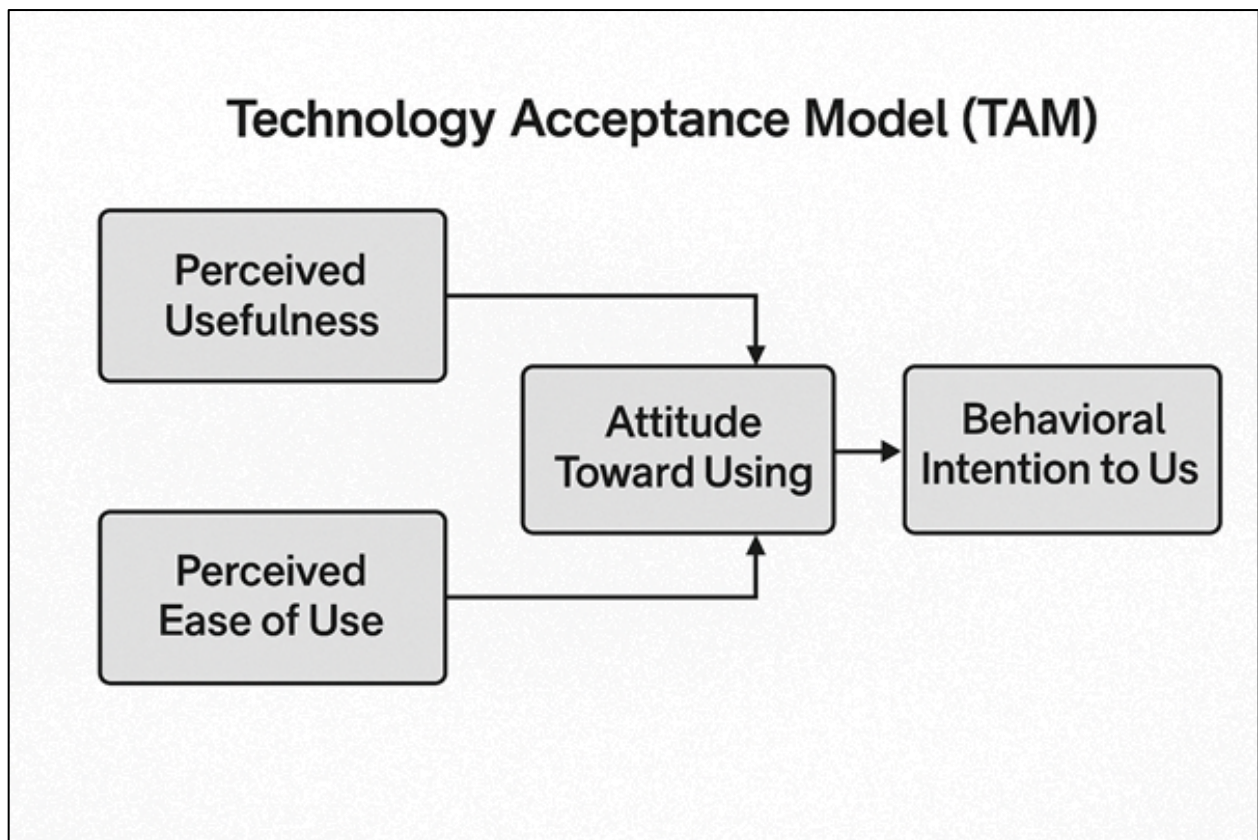 Technology Acceptance Model (TAM)
Perceived
Usefulness
Attitude
Toward Using
Behavioral
Intention to Us
Perceived
Ease of Use